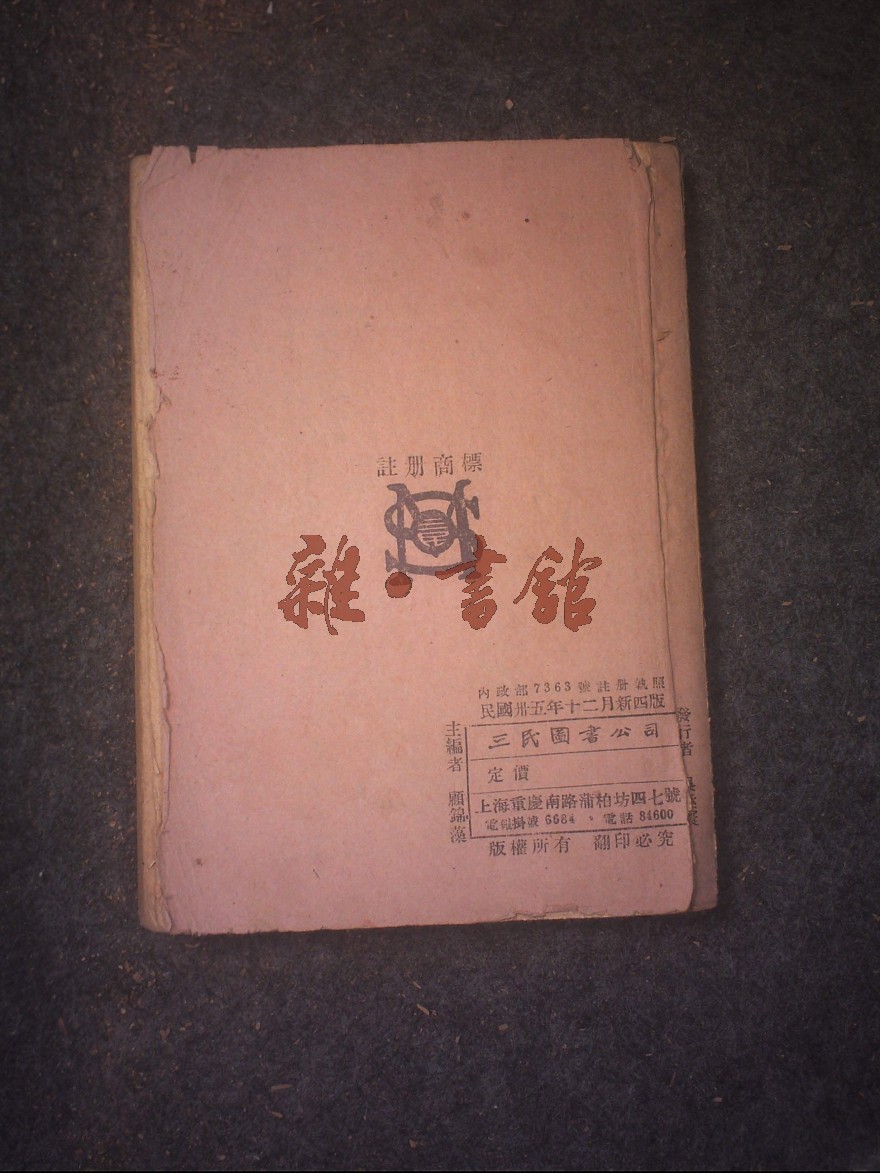 註册商標
雜·書館
內政部7363號註册執照
民國卅五年十二月新四版
發行者
三民圖書公司
主編者 顧錦藻
定價
上海重慶南路蒲柏坊四七號
電報掛號 6684、電話 84600
版權所有 翻印必究